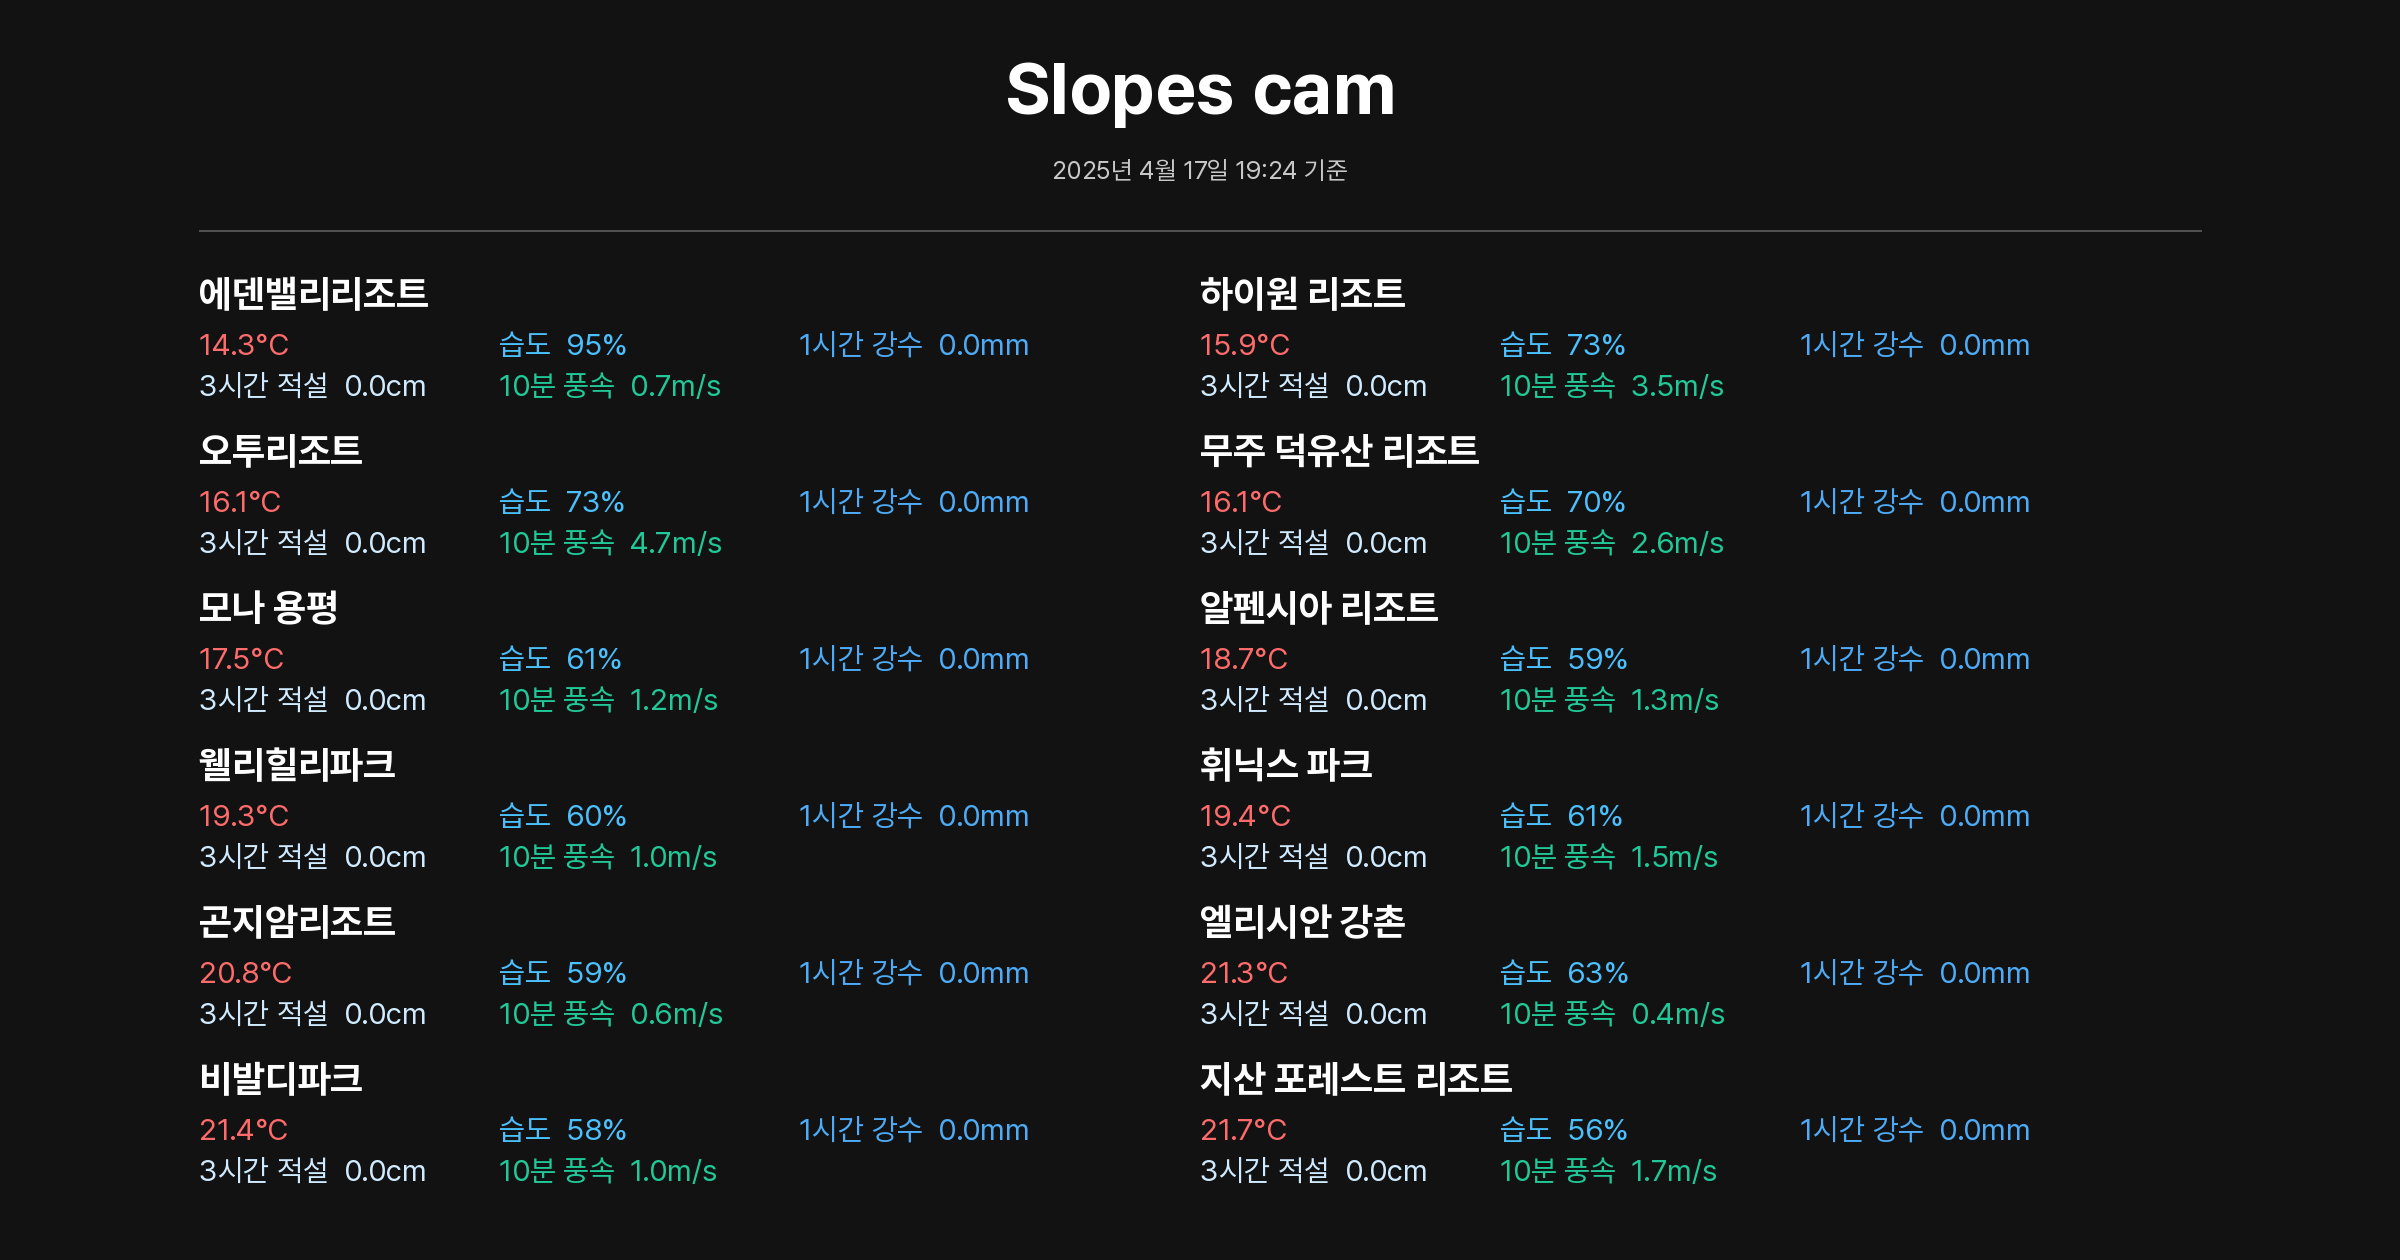 Slopes cam
2025년 4월 17일 19:24 기준
에덴밸리리조트
14.3°C 습도 95% 1시간 강수 0.0mm
3시간 적설 0.0cm 10분 풍속 0.7m/s
하이원 리조트
15.9°C 습도 73% 1시간 강수 0.0mm
3시간 적설 0.0cm 10분 풍속 3.5m/s
오투리조트
16.1°C 습도 73% 1시간 강수 0.0mm
3시간 적설 0.0cm 10분 풍속 4.7m/s
무주 덕유산 리조트
16.1°C 습도 70% 1시간 강수 0.0mm
3시간 적설 0.0cm 10분 풍속 2.6m/s
모나 용평
17.5°C 습도 61% 1시간 강수 0.0mm
3시간 적설 0.0cm 10분 풍속 1.2m/s
알펜시아 리조트
18.7°C 습도 59% 1시간 강수 0.0mm
3시간 적설 0.0cm 10분 풍속 1.3m/s
웰리힐리파크
19.3°C 습도 60% 1시간 강수 0.0mm
3시간 적설 0.0cm 10분 풍속 1.0m/s
휘닉스 파크
19.4°C 습도 61% 1시간 강수 0.0mm
3시간 적설 0.0cm 10분 풍속 1.5m/s
곤지암리조트
20.8°C 습도 59% 1시간 강수 0.0mm
3시간 적설 0.0cm 10분 풍속 0.6m/s
엘리시안 강촌
21.3°C 습도 63% 1시간 강수 0.0mm
3시간 적설 0.0cm 10분 풍속 0.4m/s
비발디파크
21.4°C 습도 58% 1시간 강수 0.0mm
3시간 적설 0.0cm 10분 풍속 1.0m/s
지산 포레스트 리조트
21.7°C 습도 56% 1시간 강수 0.0mm
3시간 적설 0.0cm 10분 풍속 1.7m/s